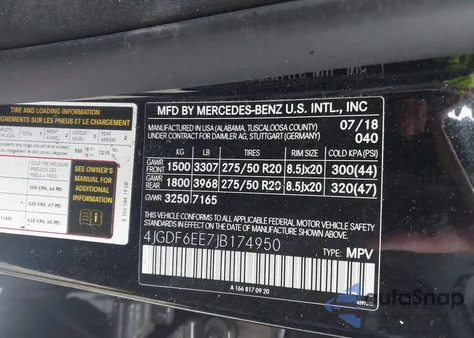 TIRE AND LOADING INFORMATION
SEE OWNER'S
MANUAL FOR
ADDITIONAL
INFORMATION
MFD BY MERCEDES-BENZ U.S. INTL., INC
MADE IN USA (ALABAMA, TUSCALOOSA COUNTY) 07/18
UNDER CONTRACT FOR DAIMLER AG, STUTTGART (GERMANY) 040
KG LB TIRES RIM SIZE COLD KPA(PSI)
GAWR FRONT 1500 3307 275/50 R20 8.5Jx20 300(44)
GAWR REAR 1800 3968 275/50 R20 8.5Jx20 320(47)
GVWR 3250 7165
THIS VEHICLE CONFORMS TO ALL APPLICABLE FEDERAL MOTOR
VEHICLE SAFETY STANDARDS IN EFFECT ON THE DATE OF MANUFACTURE SHOWN ABOVE.
4JGDF6EE7JB174950 TYPE: MPV
A 166 817 09 20
AutoSnap